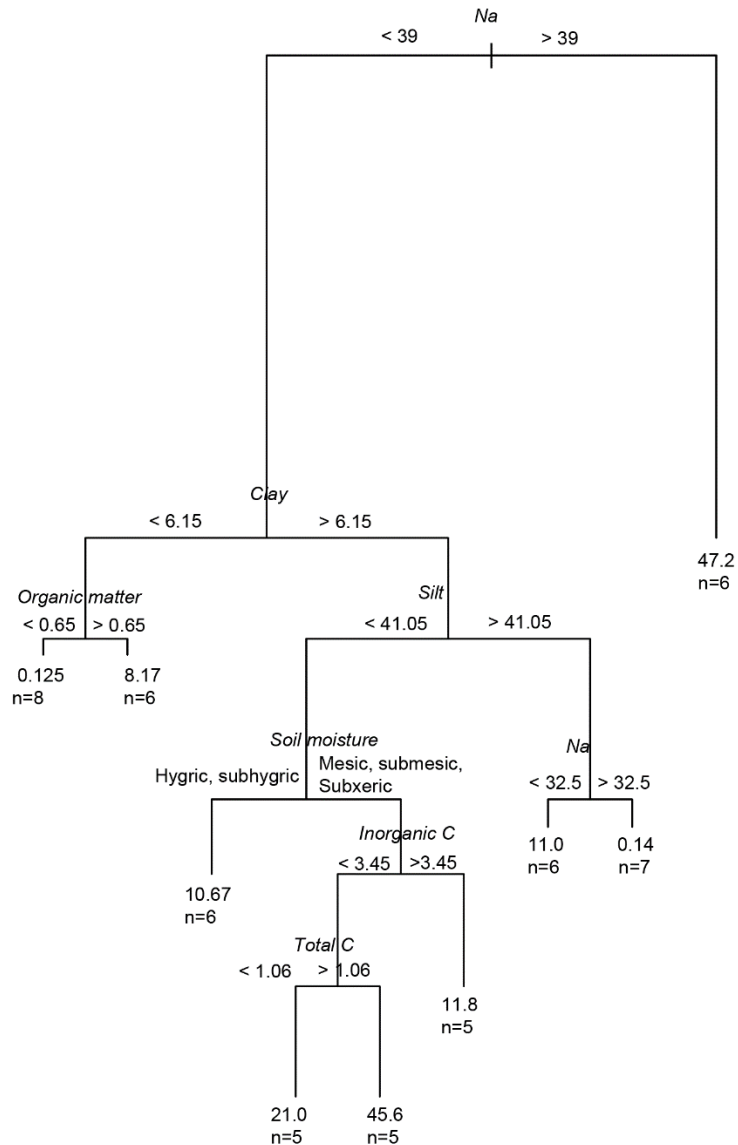 Na
< 39
> 39
Clay
< 6.15
> 6.15
47.2
n=6
Organic matter
< 0.65
> 0.65
Silt
< 41.05
> 41.05
0.125
n=8
8.17
n=6
Soil moisture
Hygric, subhygric
Mesic, submesic,
Subxeric
Na
< 32.5
> 32.5
Inorganic C
< 3.45
>3.45
11.0
n=6
0.14
n=7
10.67
n=6
Total C
< 1.06
> 1.06
11.8
n=5
21.0
n=5
45.6
n=5